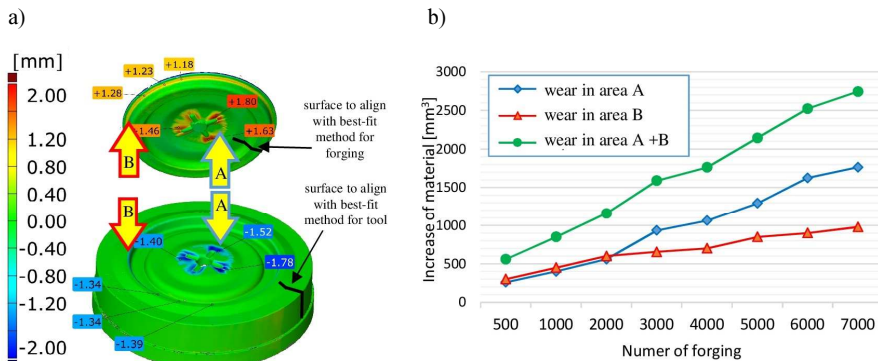 a)
[mm]
2.00
1.60
1.20
0.80
0.40
0.00
-0.40
-0.80
-1.20
-1.60
-2.00
+1.18
+1.23
+1.28
+1.80
+1.46
+1.63
B
A
surface to align
with best-fit
method for
forging
surface to align
with best-fit
method for tool
B
A
-1.52
-1.40
-1.78
-1.34
-1.34
-1.39
b)
Increase of material [mm³]
3000
2500
2000
1500
1000
500
0
wear in area A
wear in area B
wear in area A +B
500 1000 2000 3000 4000 5000 6000 7000
Numer of forging